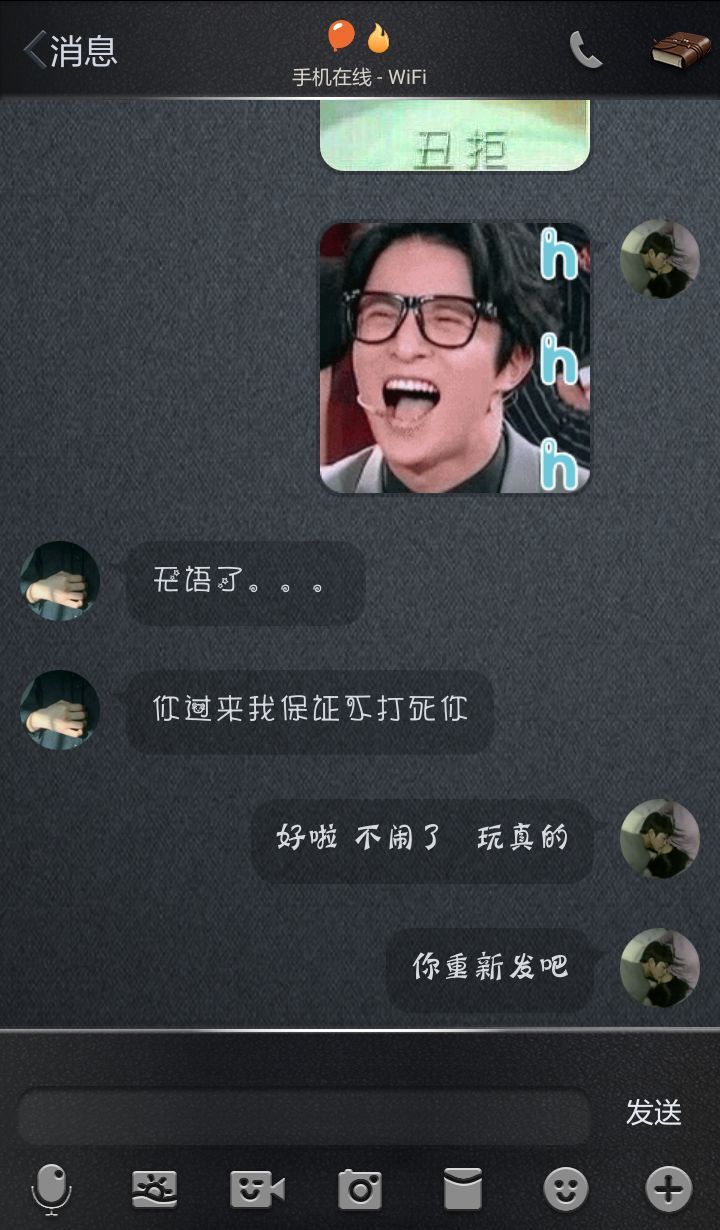 消息
手机在线 - WiFi
丑拒
h
h
h
无语了。。。
你过来我保证不打死你
好啦 不闹了 玩真的
你重新发吧
发送